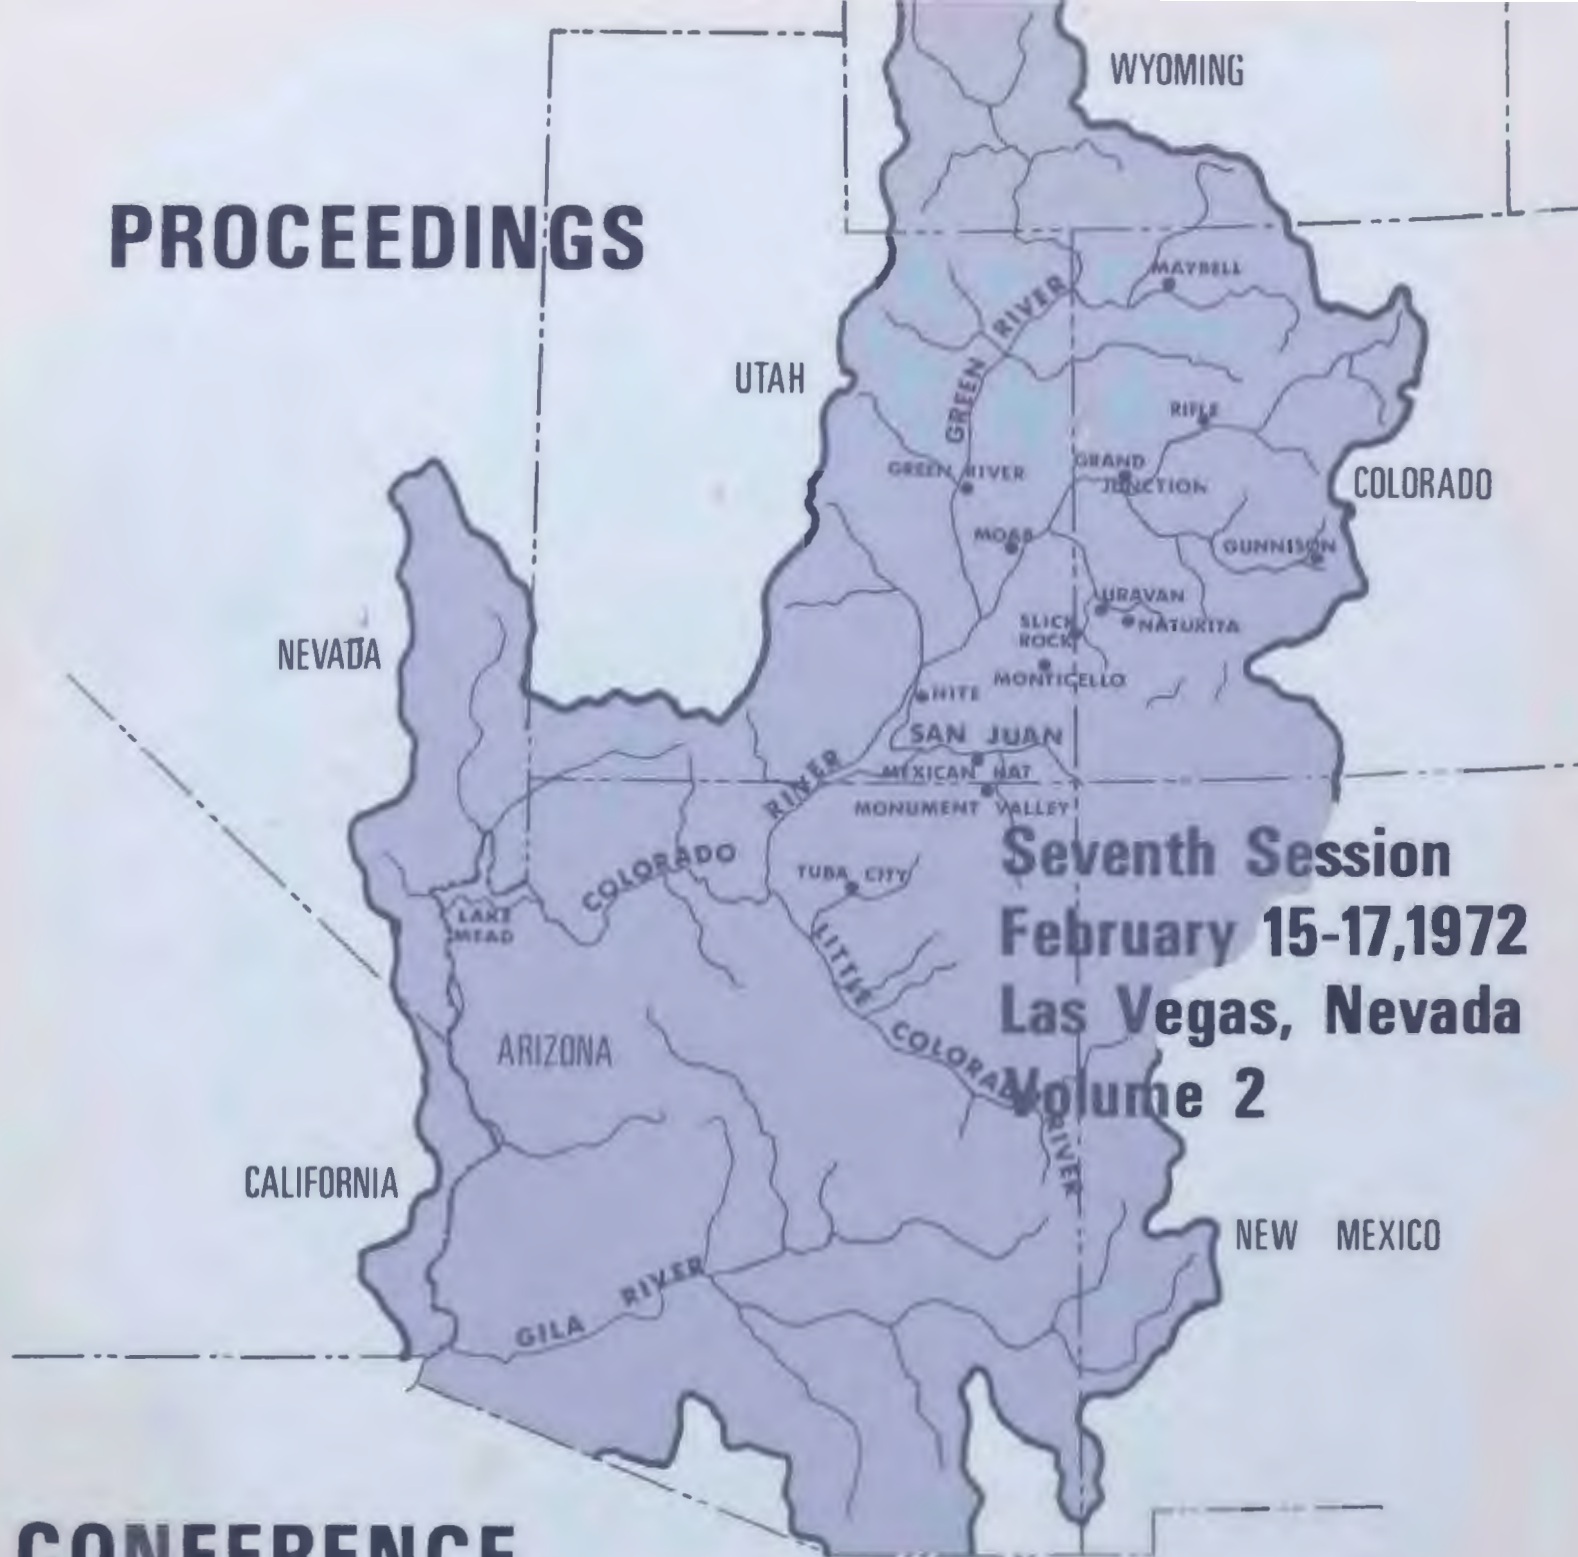 WYOMING
PROCEEDINGS
MAYBELL
GREEN RIVER
UTAH
RIFLE
GREEN RIVER
GRAND
JUNCTION
COLORADO
MOAB
GUNNISON
URAVAN
SLICK
ROCK
NATURITA
NEVADA
MONTICELLO
HITE
SAN JUAN
RIVER
MEXICAN HAT
MONUMENT VALLEY
COLORADO
TUBA CITY
LAKE
MEAD
LITTLE
COLORADO
RIVER
Seventh Session
February 15-17,1972
Las Vegas, Nevada
Volume 2
ARIZONA
CALIFORNIA
NEW MEXICO
GILA RIVER
CONFERENCE